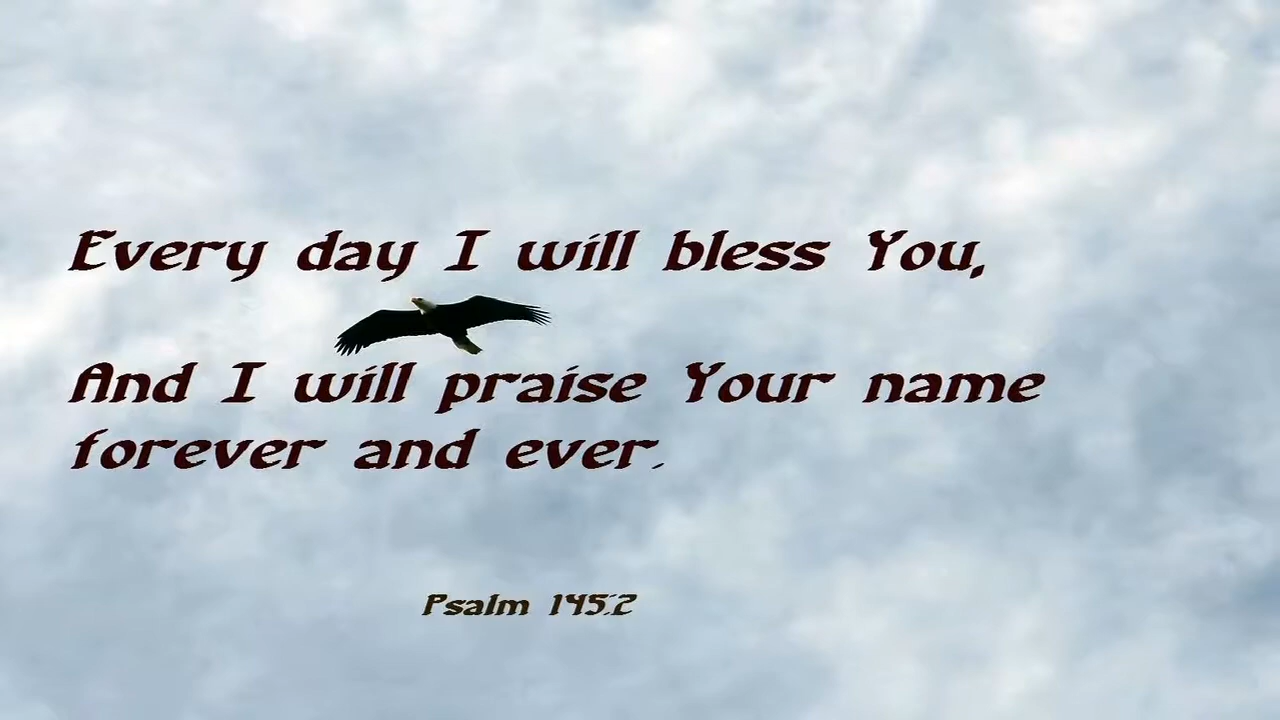 Every day I will bless You,
And I will praise Your name
forever and ever.
Psalm 145:2